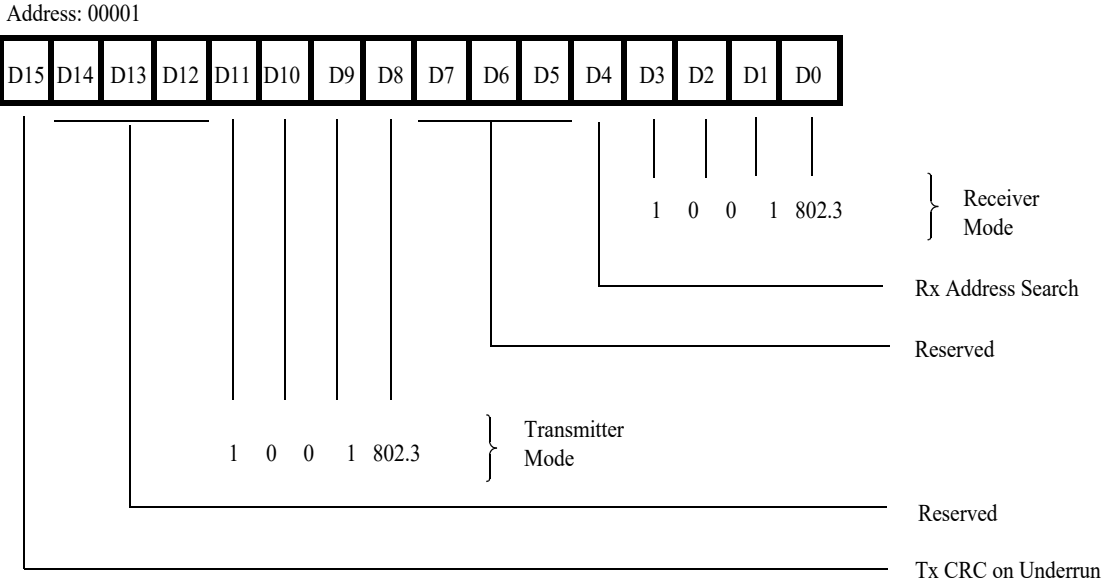 Address: 00001
D15 D14 D13 D12 D11 D10 D9 D8 D7 D6 D5 D4 D3 D2 D1 D0
1 0 0 1 802.3
Receiver
Mode
Rx Address Search
Reserved
1 0 0 1 802.3
Transmitter
Mode
Reserved
Tx CRC on Underrun